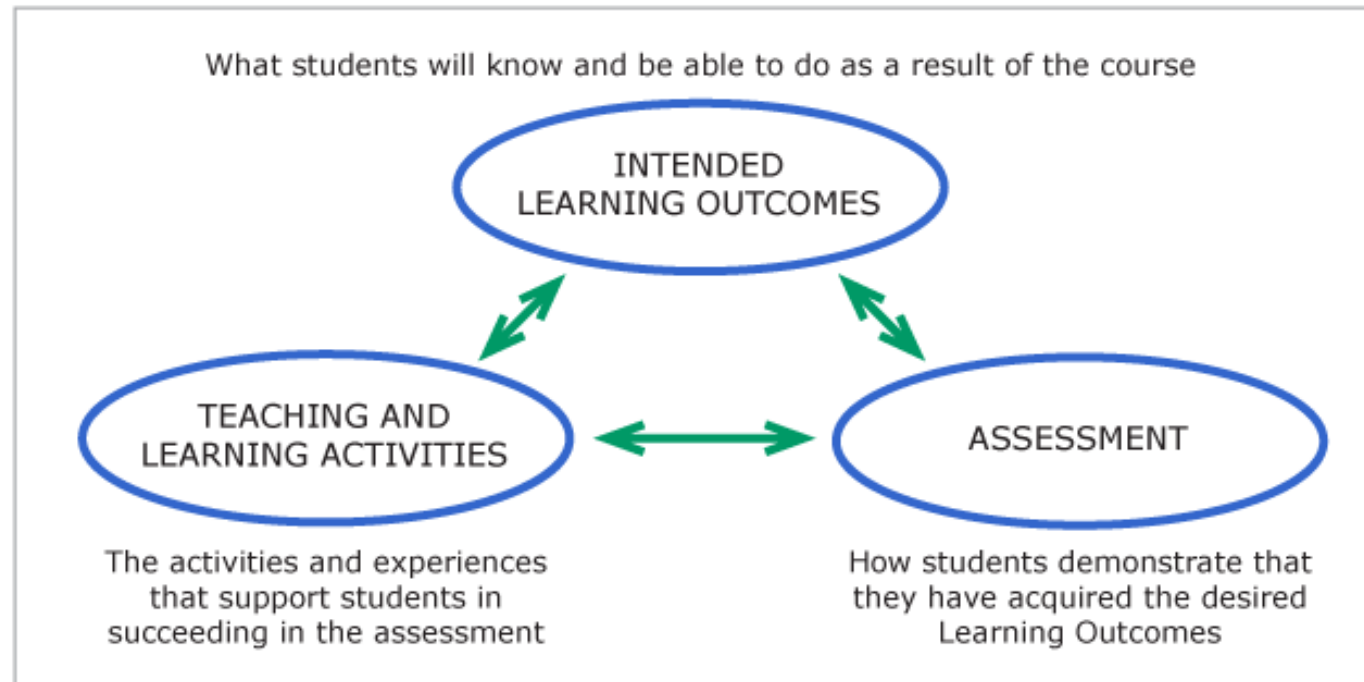 What students will know and be able to do as a result of the course
INTENDED
LEARNING OUTCOMES
TEACHING AND
LEARNING ACTIVITIES
ASSESSMENT
The activities and experiences
that support students in
succeeding in the assessment
How students demonstrate that
they have acquired the desired
Learning Outcomes